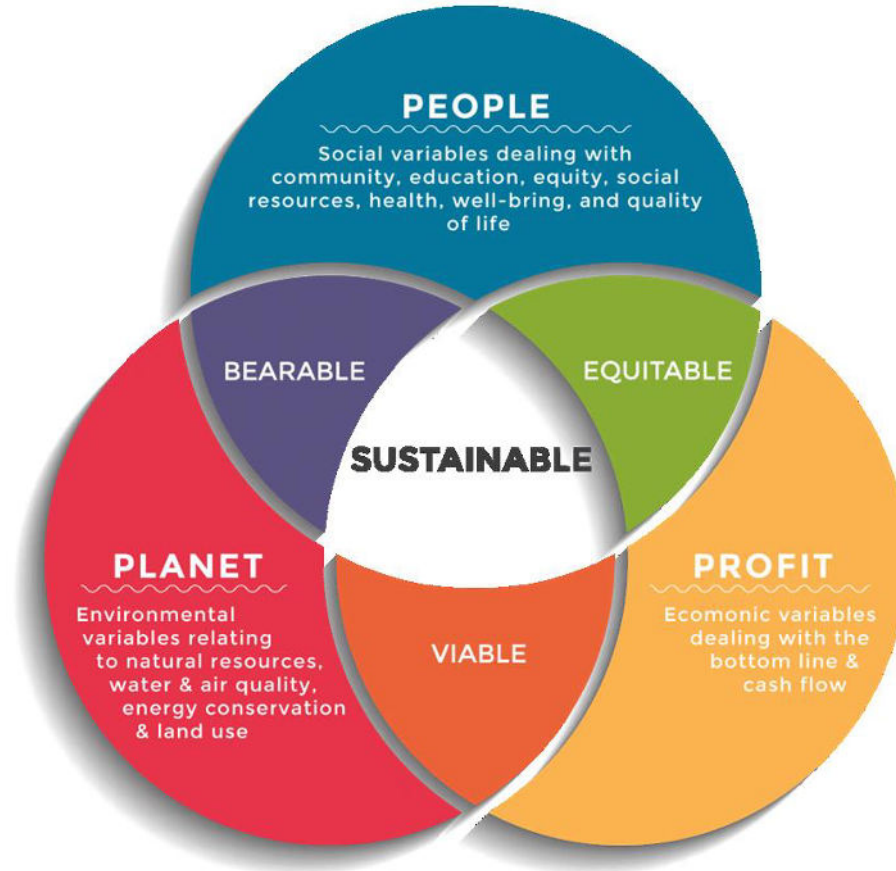 PEOPLE
Social variables dealing with
community, education, equity, social
resources, health, well-bring, and quality
of life
BEARABLE
EQUITABLE
SUSTAINABLE
PLANET
Environmental
variables relating
to natural resources,
water & air quality,
energy conservation
& land use
VIABLE
PROFIT
Ecomonic variables
dealing with the
bottom line &
cash flow